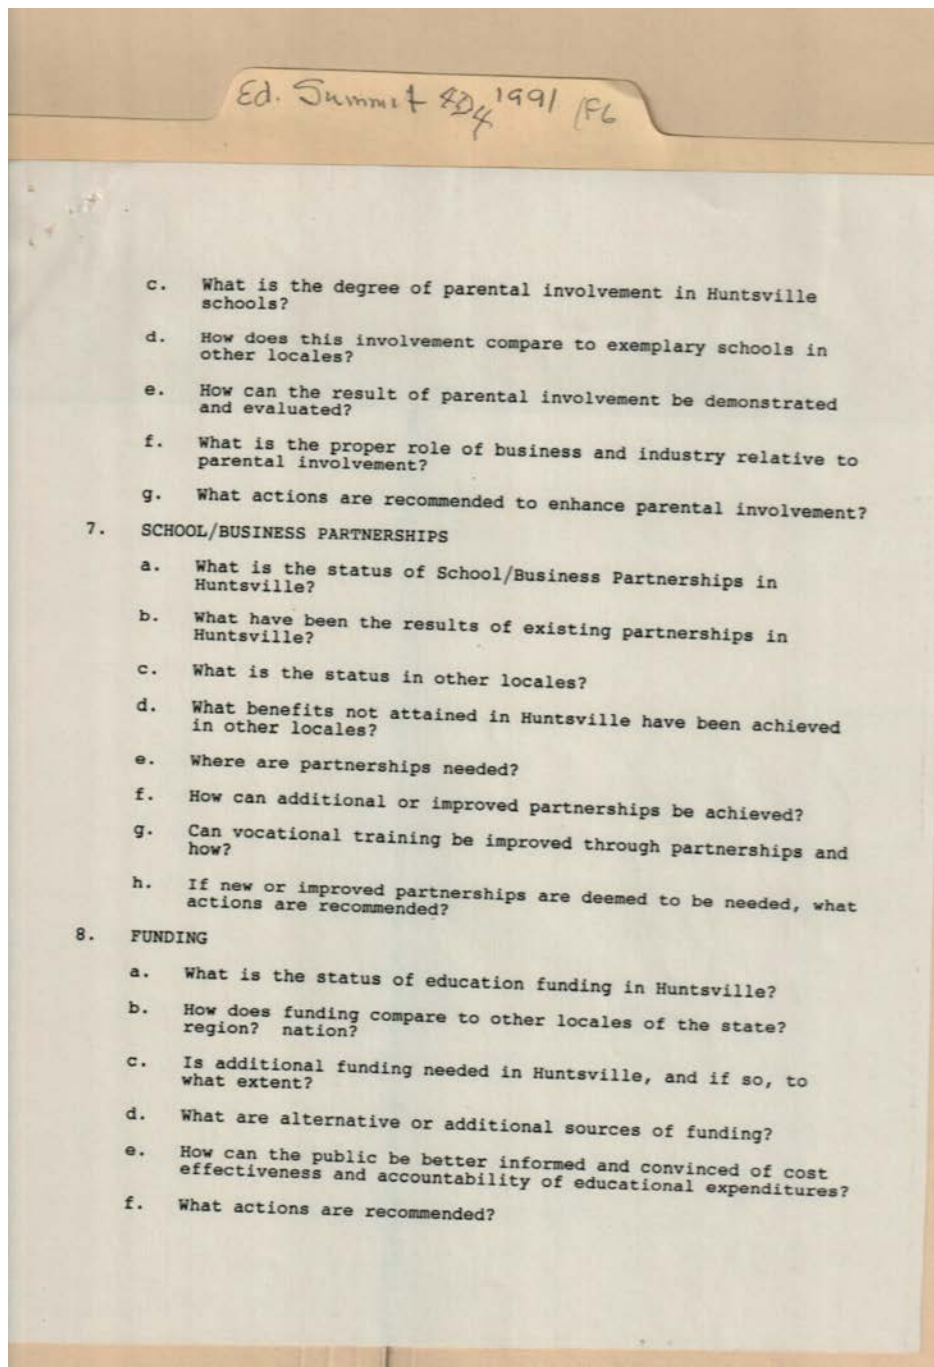 Ed. Summit 4D4 1991 /F6
c. What is the degree of parental involvement in Huntsville
schools?
d. How does this involvement compare to exemplary schools in
other locales?
e. How can the result of parental involvement be demonstrated
and evaluated?
f. What is the proper role of business and industry relative to
parental involvement?
g. What actions are recommended to enhance parental involvement?
7. SCHOOL/BUSINESS PARTNERSHIPS
a. What is the status of School/Business Partnerships in
Huntsville?
b. What have been the results of existing partnerships in
Huntsville?
c. What is the status in other locales?
d. What benefits not attained in Huntsville have been achieved
in other locales?
e. Where are partnerships needed?
f. How can additional or improved partnerships be achieved?
g. Can vocational training be improved through partnerships and
how?
h. If new or improved partnerships are deemed to be needed, what
actions are recommended?
8. FUNDING
a. What is the status of education funding in Huntsville?
b. How does funding compare to other locales of the state?
region? nation?
c. Is additional funding needed in Huntsville, and if so, to
what extent?
d. What are alternative or additional sources of funding?
e. How can the public be better informed and convinced of cost
effectiveness and accountability of educational expenditures?
f. What actions are recommended?